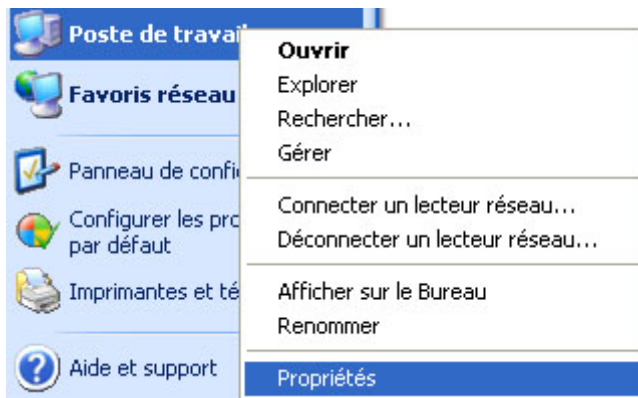 Poste de travail
Favoris réseau
Panneau de confi
Configurer les pro
par défaut
Imprimantes et té
Aide et support
Ouvrir
Explorer
Rechercher...
Gérer
Connecter un lecteur réseau...
Déconnecter un lecteur réseau...
Afficher sur le Bureau
Renommer
Propriétés